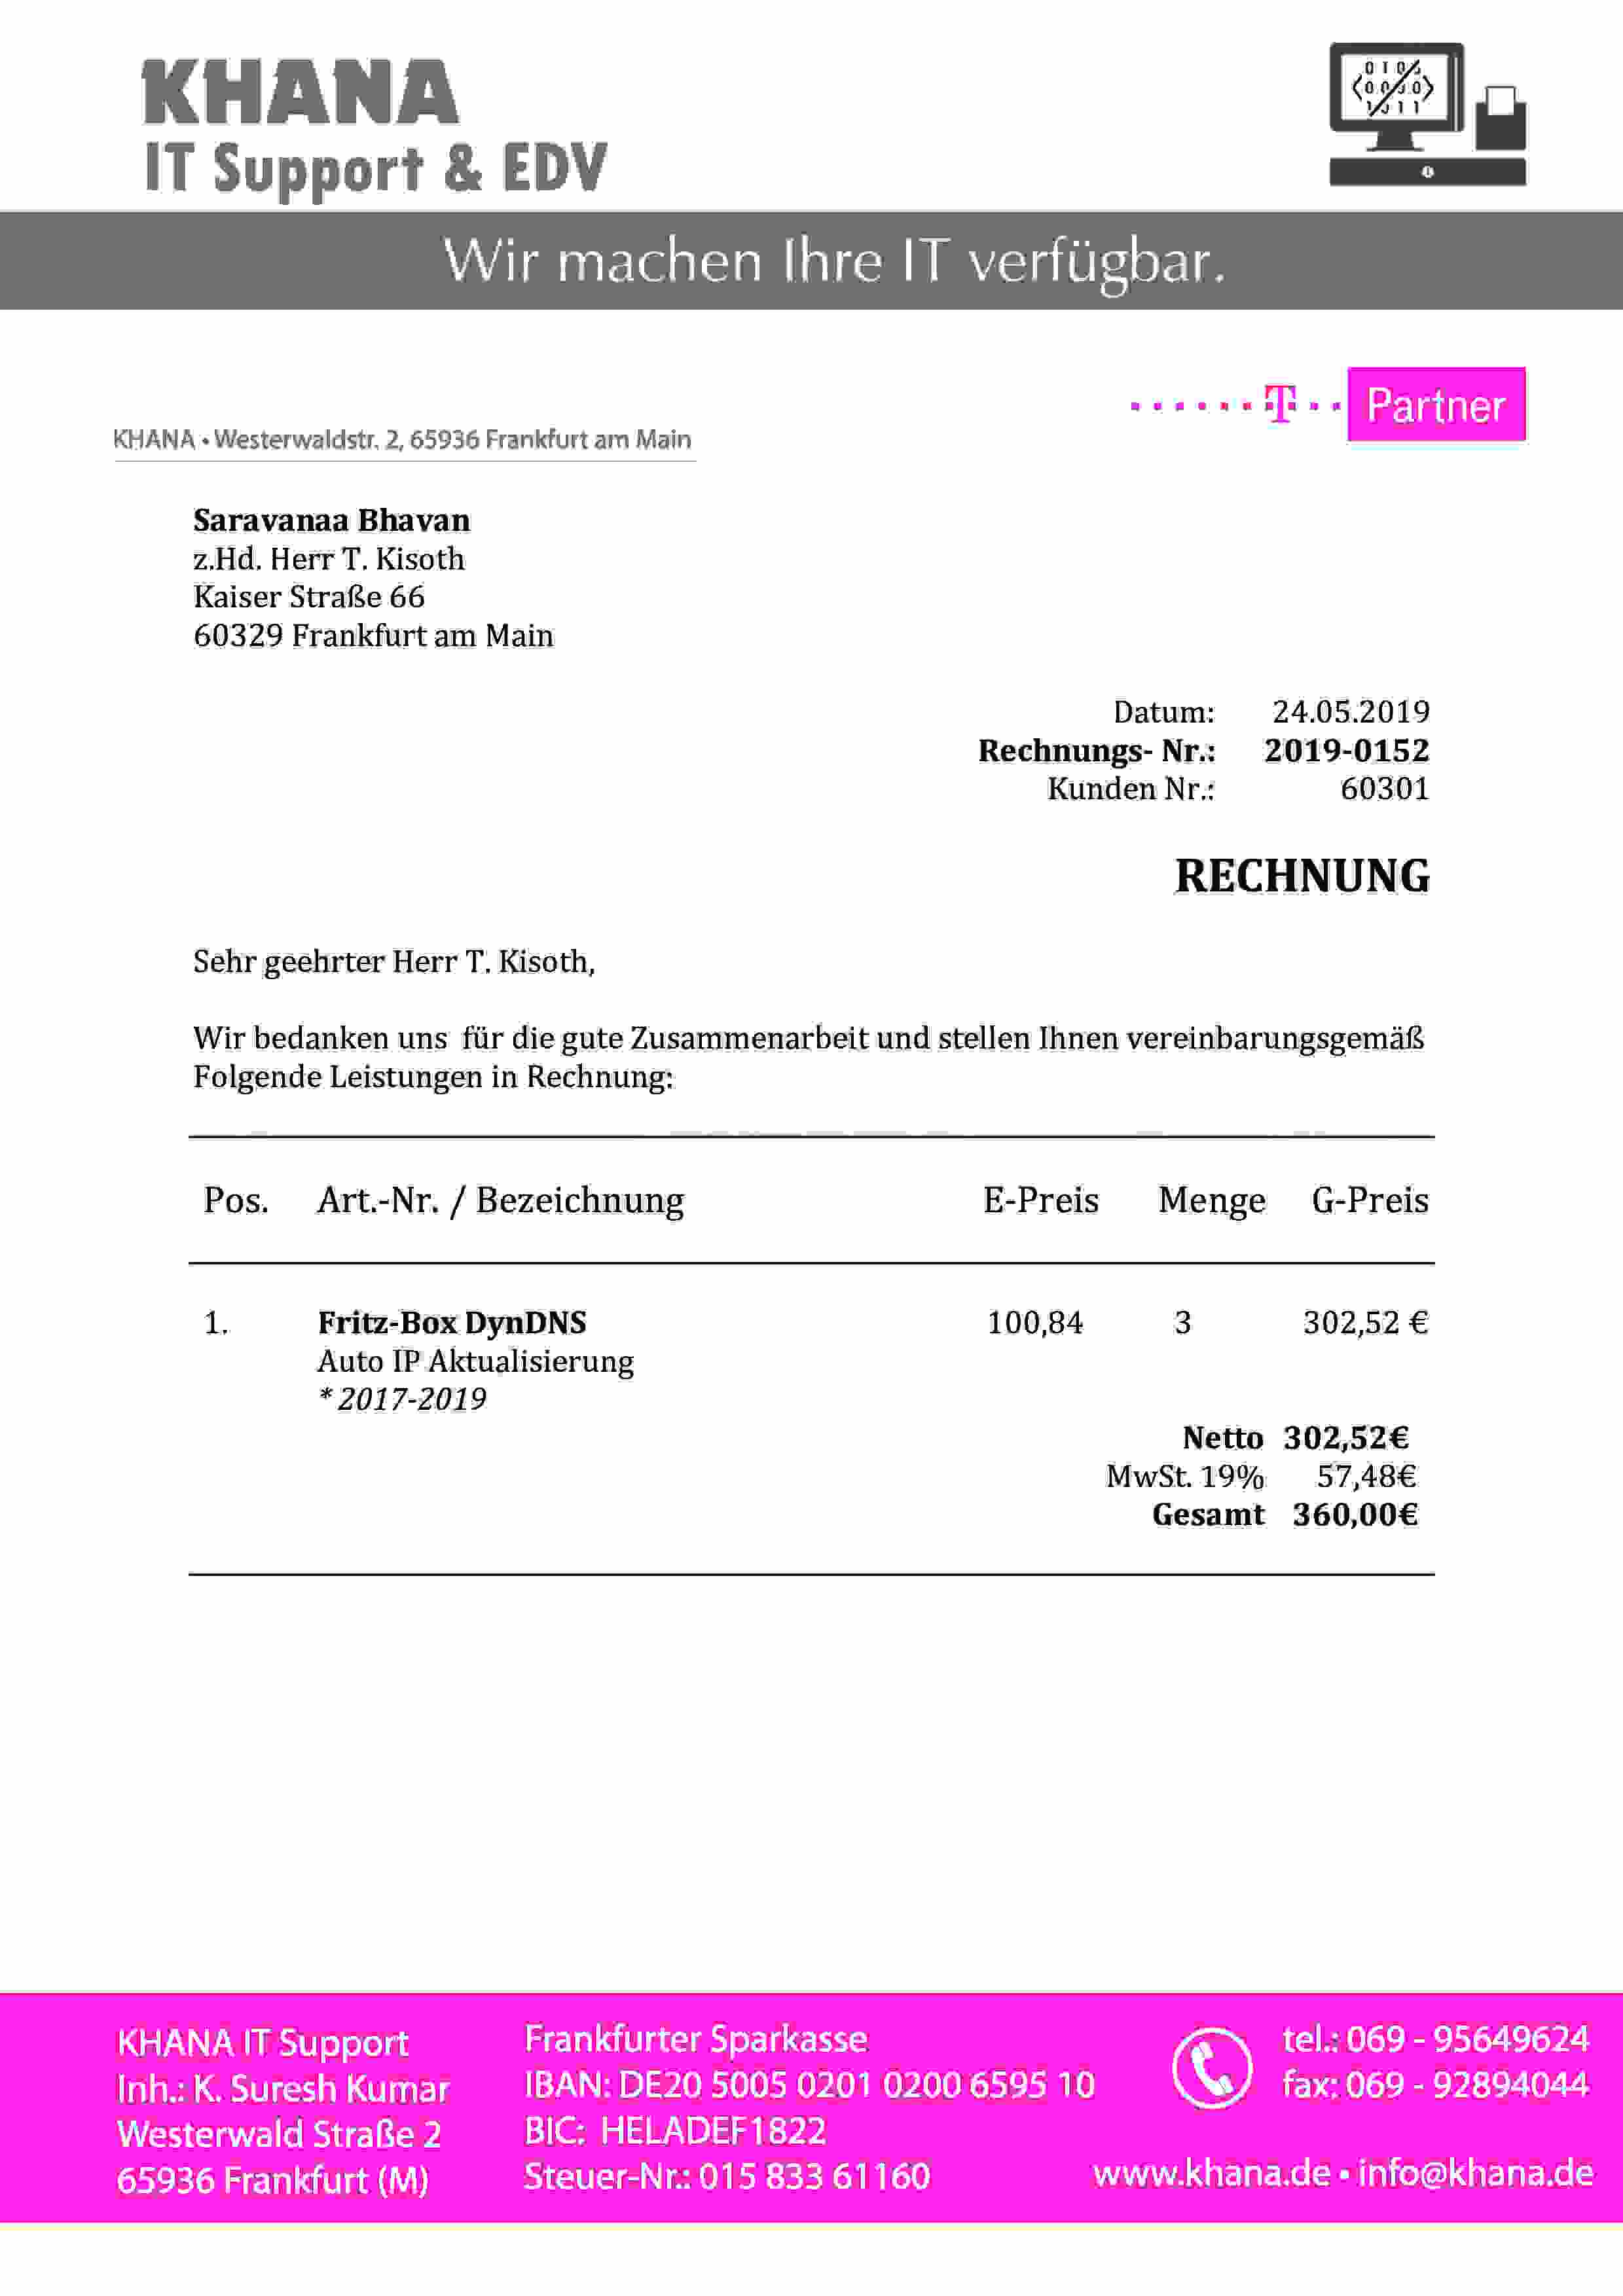 KHANA
IT Support & EDV
Wir machen Ihre IT verfügbar.
T Partner
KHANA • Westerwaldstr. 2, 65936 Frankfurt am Main
Saravanaa Bhavan
z.Hd. Herr T. Kisoth
Kaiser Straße 66
60329 Frankfurt am Main
Datum: 24.05.2019
Rechnungs- Nr.: 2019-0152
Kunden Nr.: 60301
RECHNUNG
Sehr geehrter Herr T. Kisoth,
Wir bedanken uns für die gute Zusammenarbeit und stellen Ihnen vereinbarungsgemäß
Folgende Leistungen in Rechnung:
Pos. Art.-Nr. / Bezeichnung E-Preis Menge G-Preis
1. Fritz-Box DynDNS 100,84 3 302,52 €
Auto IP Aktualisierung
* 2017-2019
Netto 302,52€
MwSt. 19% 57,48€
Gesamt 360,00€
KHANA IT Support
Inh.: K. Suresh Kumar
Westerwald Straße 2
65936 Frankfurt (M)
Frankfurter Sparkasse
IBAN: DE20 5005 0201 0200 6595 10
BIC: HELADEF1822
Steuer-Nr.: 015 833 61160
tel.: 069 - 95649624
fax: 069 - 92894044
www.khana.de • info@khana.de